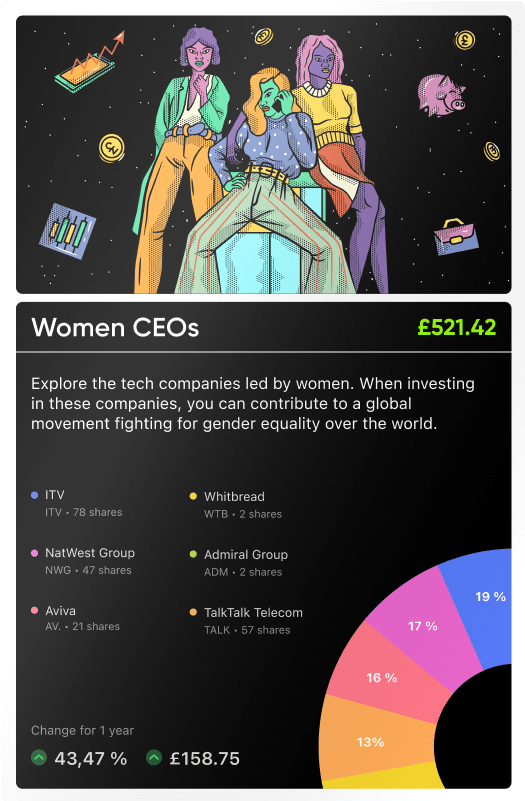 CN
£
Women CEOs
£521.42
Explore the tech companies led by women. When investing
in these companies, you can contribute to a global
movement fighting for gender equality over the world.
ITV
ITV • 78 shares
Whitbread
WTB • 2 shares
NatWest Group
NWG • 47 shares
Admiral Group
ADM • 2 shares
Aviva
AV. • 21 shares
TalkTalk Telecom
TALK • 57 shares
19 %
17 %
16 %
13%
Change for 1 year
43,47 %
£158.75